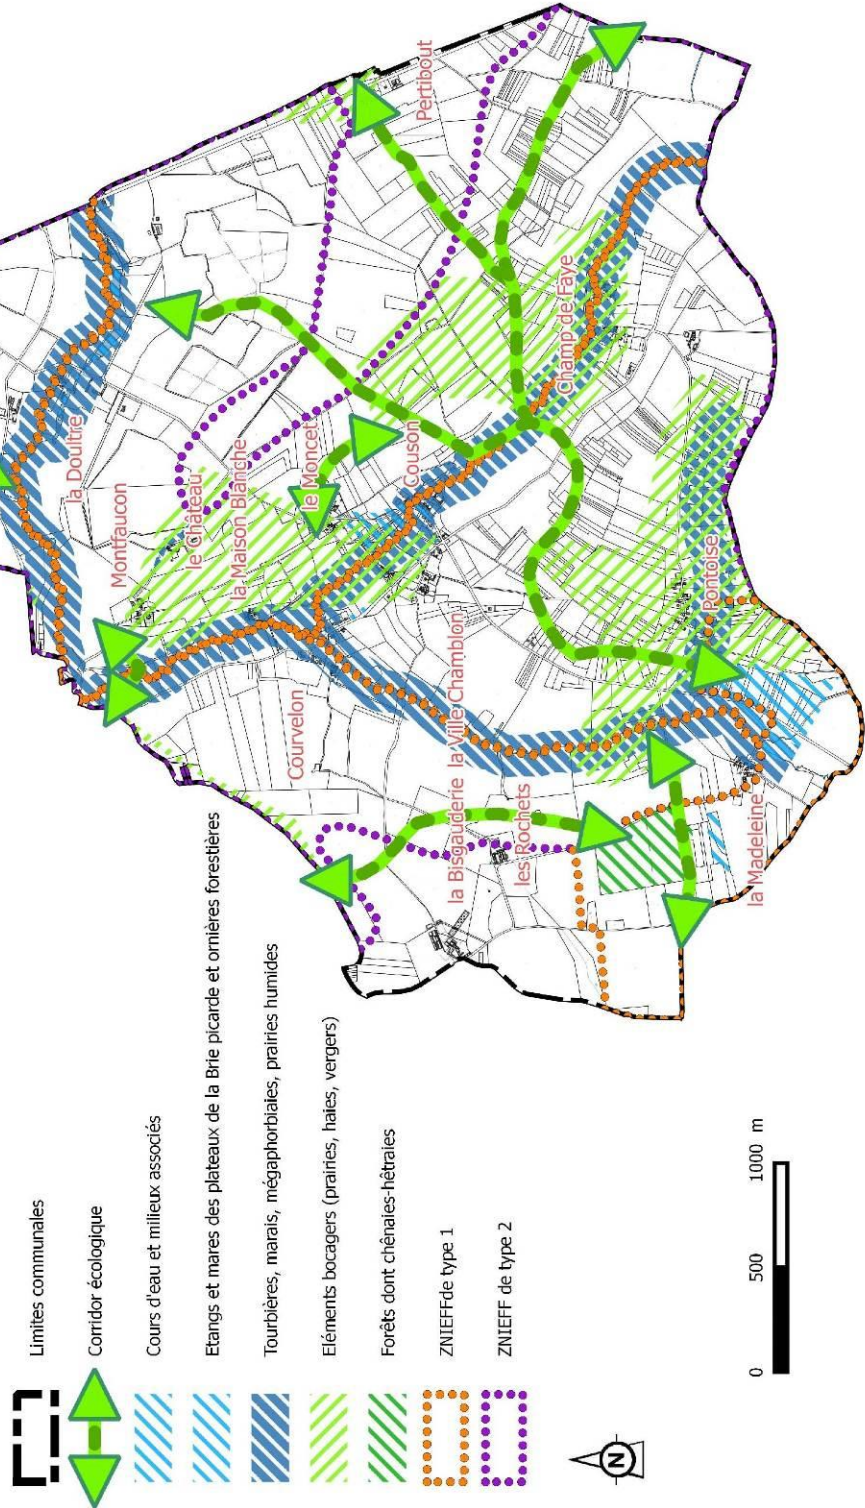 Limites communales
Corridor écologique
Cours d'eau et milieux associés
Etangs et mares des plateaux de la Brie picarde et ornières forestières
Tourbières, marais, mégaphorbiaies, prairies humides
Eléments bocagers (prairies, haies, vergers)
Forêts dont chênaies-hêtraies
ZNIEFFde type 1
ZNIEFF de type 2
N
0 500 1000 m
la Doultre
Montfaucon
le Château
la Maison Blanche
le Moncet
Pertibout
Couson
Champ de Faye
Courvelon
la Ville Chamblon
la Bisgauderie
les Rochets
Pontoise
la Madeleine